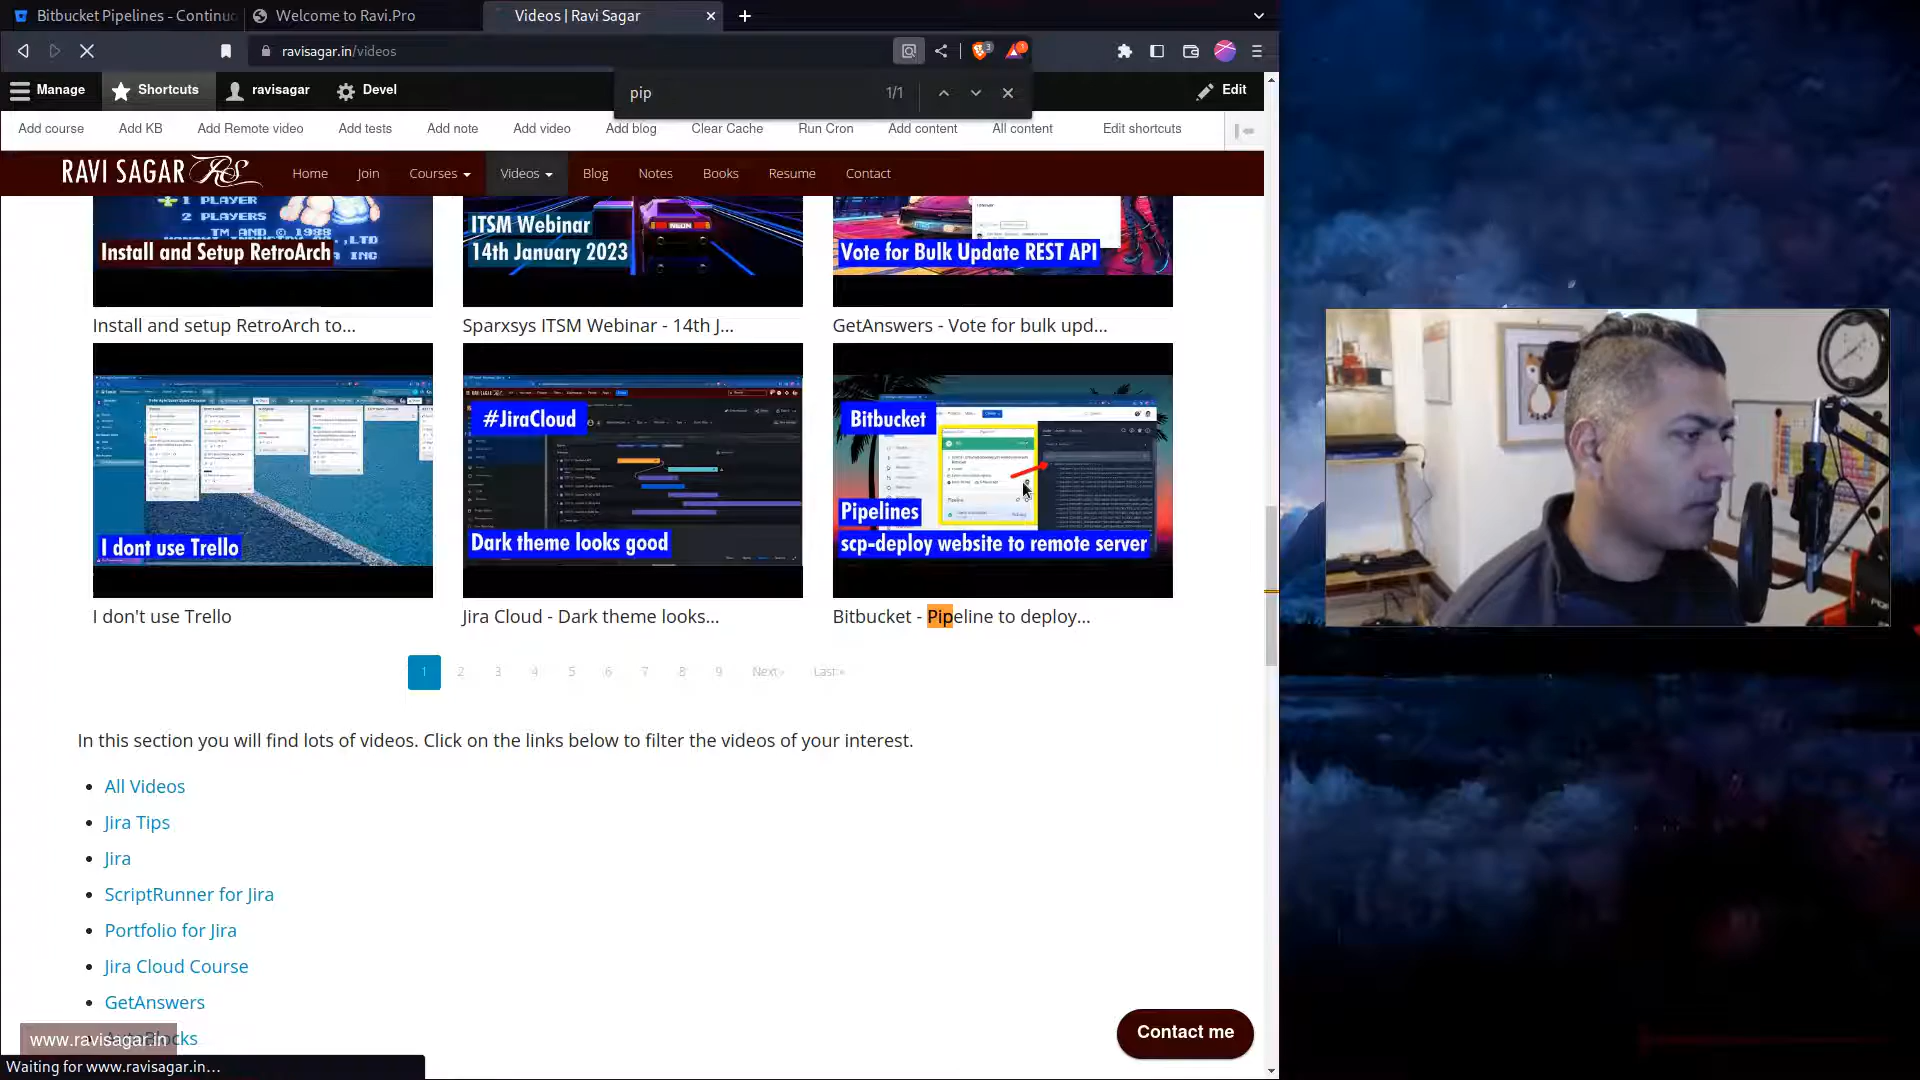 Bitbucket Pipelines - Continuo
Welcome to Ravi.Pro
Videos | Ravi Sagar
ravisagar.in/videos
3
1
pip
1/1
Manage
Shortcuts
ravisagar
Devel
Edit
Add course
Add KB
Add Remote video
Add tests
Add note
Add video
Add blog
Clear Cache
Run Cron
Add content
All content
Edit shortcuts
RAVI SAGAR RS
Home
Join
Courses
Videos
Blog
Notes
Books
Resume
Contact
1 PLAYER
2 PLAYERS
TM AND © 1988
Install and Setup RetroArch
ITSM Webinar
14th January 2023
NEON
Vote for Bulk Update REST API
Install and setup RetroArch to...
Sparxsys ITSM Webinar - 14th J...
GetAnswers - Vote for bulk upd...
I dont use Trello
#JiraCloud
Dark theme looks good
Bitbucket
Pipelines
scp-deploy website to remote server
I don't use Trello
Jira Cloud - Dark theme looks...
Bitbucket - Pipeline to deploy...
1 2 3 4 5 6 7 8 9 Next › Last »
In this section you will find lots of videos. Click on the links below to filter the videos of your interest.
All Videos
Jira Tips
Jira
ScriptRunner for Jira
Portfolio for Jira
Jira Cloud Course
GetAnswers
www.ravisagar.in
Contact me
Waiting for www.ravisagar.in...